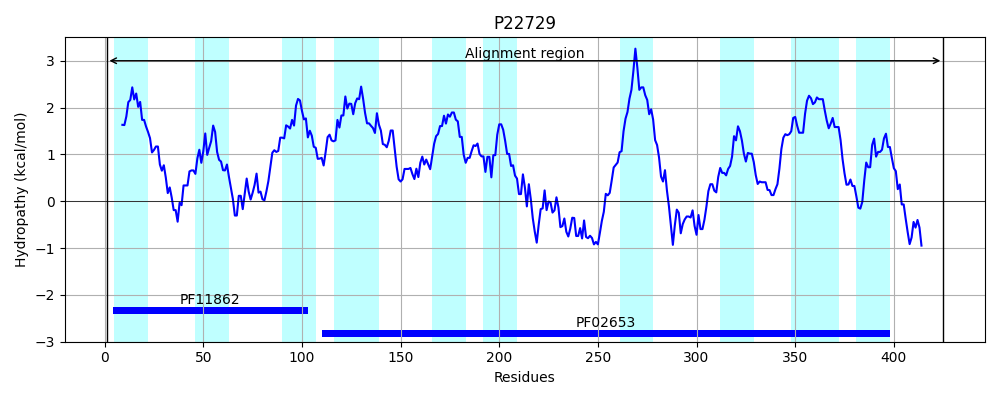 P22729
Alignment region
Hydropathy (kcal/mol)
3
2
1
0
−1
−2
−3
PF11862
PF02653
0 50 100 150 200 250 300 350 400
Residues